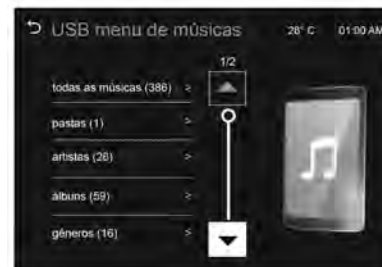 USB menu de músicas 28° C 01:00 AM
1/2
todas as músicas (386) >
pastas (1) >
artistas (28) >
álbuns (59) >
gêneros (16) >